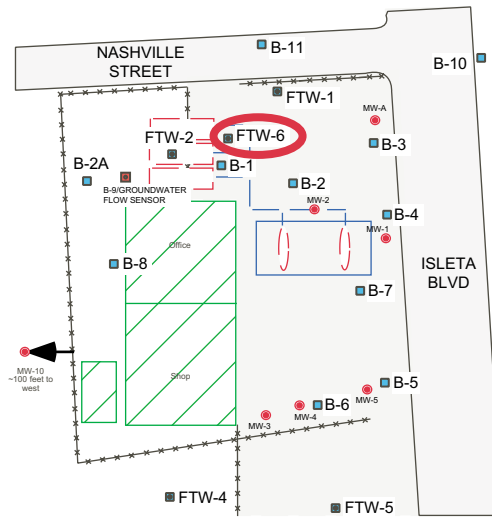 NASHVILLE
STREET
B-11
B-10
FTW-1
MW-A
FTW-6
FTW-2
B-3
B-1
B-2A
B-2
B-9/GROUNDWATER
FLOW SENSOR
MW-2
B-4
MW-1
Office
B-8
ISLETA
BLVD
B-7
MW-10
~100 feet to
west
Shop
B-5
MW-5
B-6
MW-4
MW-3
FTW-4
FTW-5